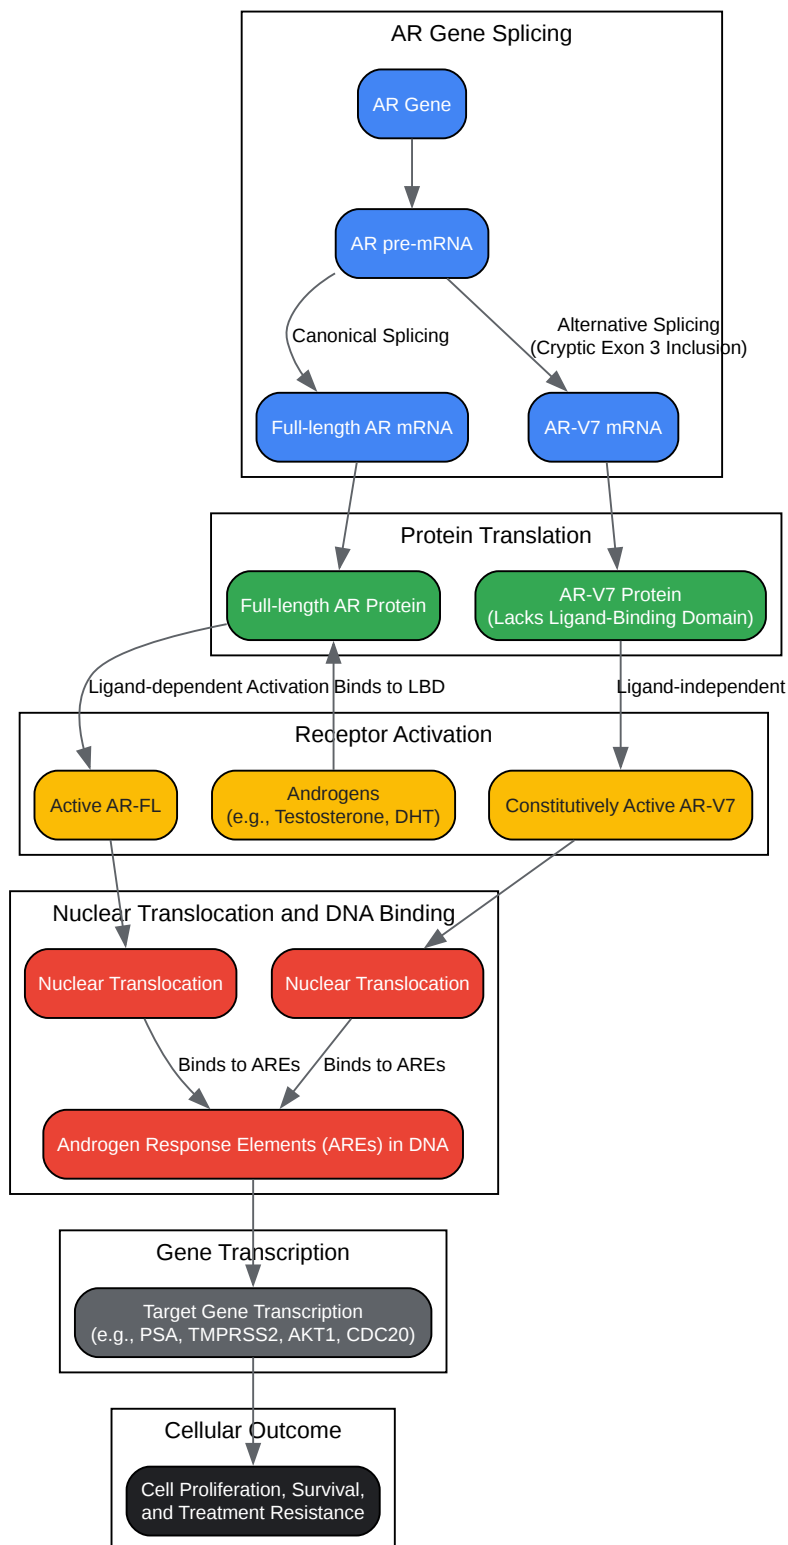 AR Gene Splicing
AR Gene
AR pre-mRNA
Canonical Splicing
Alternative Splicing
(Cryptic Exon 3 Inclusion)
Full-length AR mRNA
AR-V7 mRNA
Protein Translation
Full-length AR Protein
AR-V7 Protein
(Lacks Ligand-Binding Domain)
Ligand-dependent Activation
Binds to LBD
Ligand-independent
Receptor Activation
Active AR-FL
Androgens
(e.g., Testosterone, DHT)
Constitutively Active AR-V7
Nuclear Translocation and DNA Binding
Nuclear Translocation
Nuclear Translocation
Binds to AREs
Binds to AREs
Androgen Response Elements (AREs) in DNA
Gene Transcription
Target Gene Transcription
(e.g., PSA, TMPRSS2, AKT1, CDC20)
Cellular Outcome
Cell Proliferation, Survival,
and Treatment Resistance